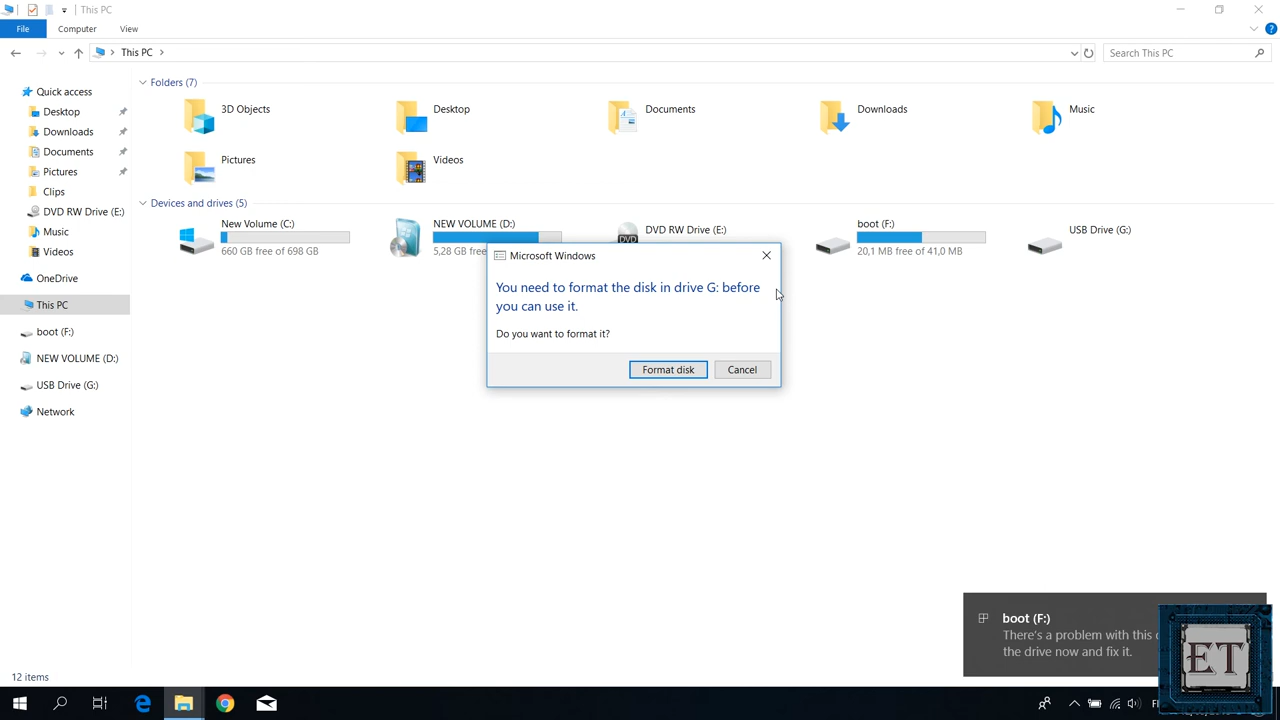 This PC
File
Computer
View
This PC
Search This PC
Quick access
Desktop
Downloads
Documents
Pictures
Clips
DVD RW Drive (E:)
Music
Videos
OneDrive
This PC
boot (F:)
NEW VOLUME (D:)
USB Drive (G:)
Network
Folders (7)
3D Objects
Desktop
Documents
Downloads
Music
Pictures
Videos
Devices and drives (5)
New Volume (C:)
660 GB free of 698 GB
NEW VOLUME (D:)
5,28 GB free
DVD RW Drive (E:)
DVD
boot (F:)
20,1 MB free of 41,0 MB
USB Drive (G:)
Microsoft Windows
You need to format the disk in drive G: before
you can use it.
Do you want to format it?
Format disk
Cancel
boot (F:)
There's a problem with this
the drive now and fix it.
ET
12 items